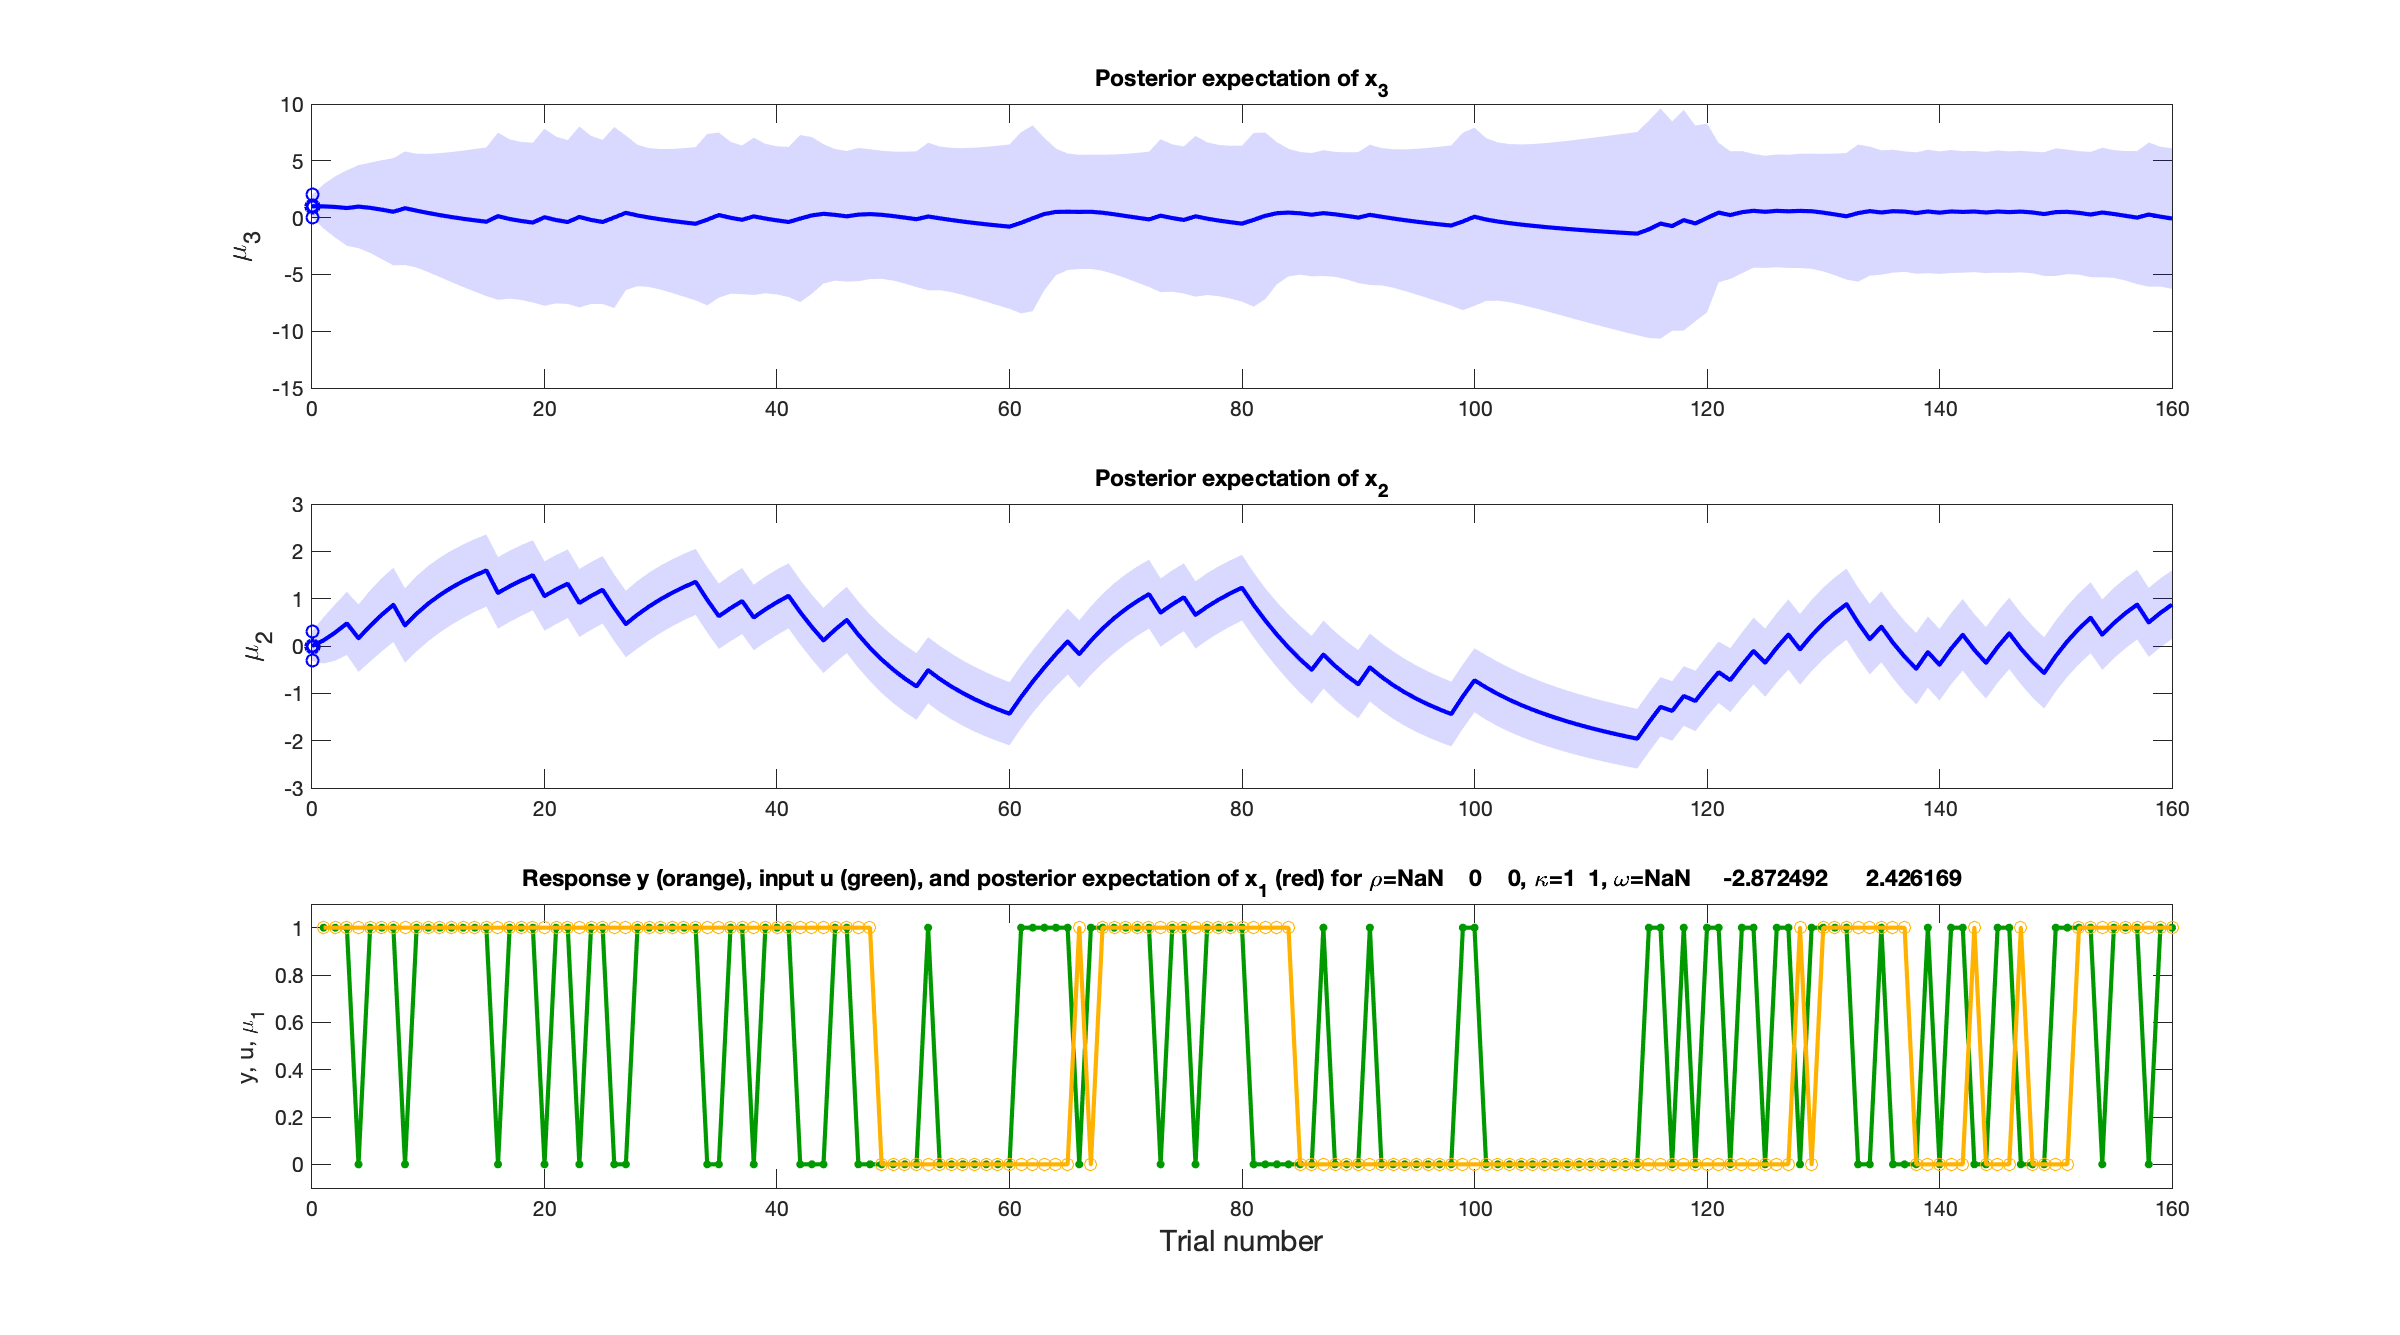 Posterior expectation of x3
10
5
0
-5
-10
-15
μ3
0 20 40 60 80 100 120 140 160
Posterior expectation of x2
3
2
1
0
-1
-2
-3
μ2
0 20 40 60 80 100 120 140 160
Response y (orange), input u (green), and posterior expectation of x1 (red) for ρ=NaN 0 0, κ=1 1, ω=NaN -2.872492 2.426169
1
0.8
0.6
0.4
0.2
0
y, u, μ1
0 20 40 60 80 100 120 140 160
Trial number